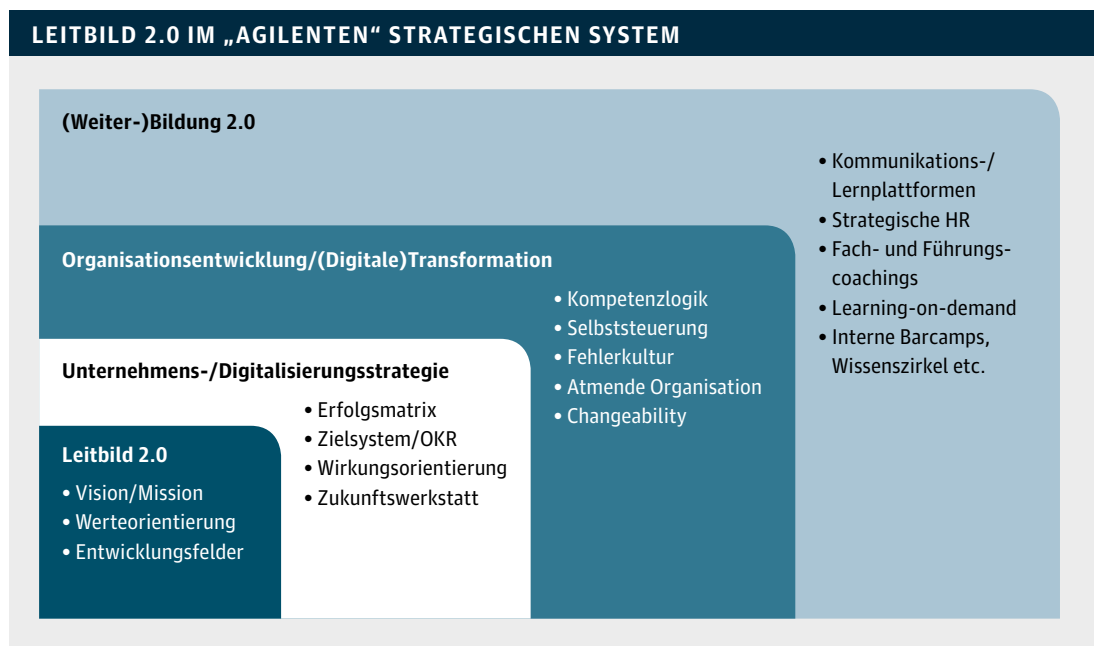 LEITBILD 2.0 IM „AGILENTEN“ STRATEGISCHEN SYSTEM
(Weiter-)Bildung 2.0
• Kommunikations-/
Lernplattformen
• Strategische HR
• Fach- und Führungs-
coachings
• Learning-on-demand
• Interne Barcamps,
Wissenszirkel etc.
Organisationsentwicklung/(Digitale)Transformation
• Kompetenzlogik
• Selbststeuerung
• Fehlerkultur
• Atmende Organisation
• Changeability
Unternehmens-/Digitalisierungsstrategie
• Erfolgsmatrix
• Zielsystem/OKR
• Wirkungsorientierung
• Zukunftswerkstatt
Leitbild 2.0
• Vision/Mission
• Werteorientierung
• Entwicklungsfelder